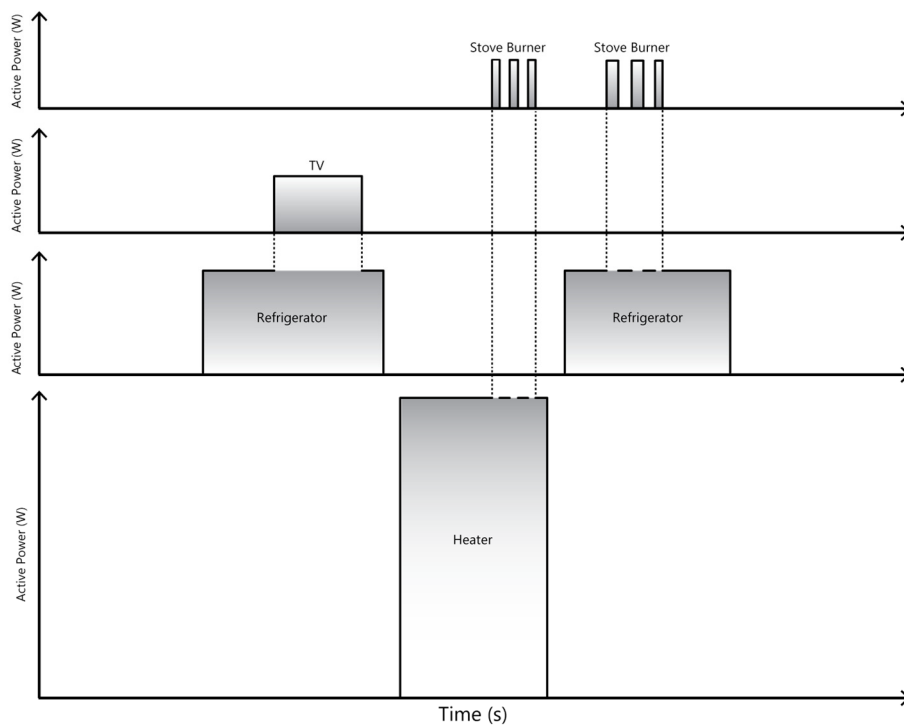 Active Power (W)
Stove Burner
Stove Burner
Active Power (W)
TV
Active Power (W)
Refrigerator
Refrigerator
Active Power (W)
Heater
Time (s)